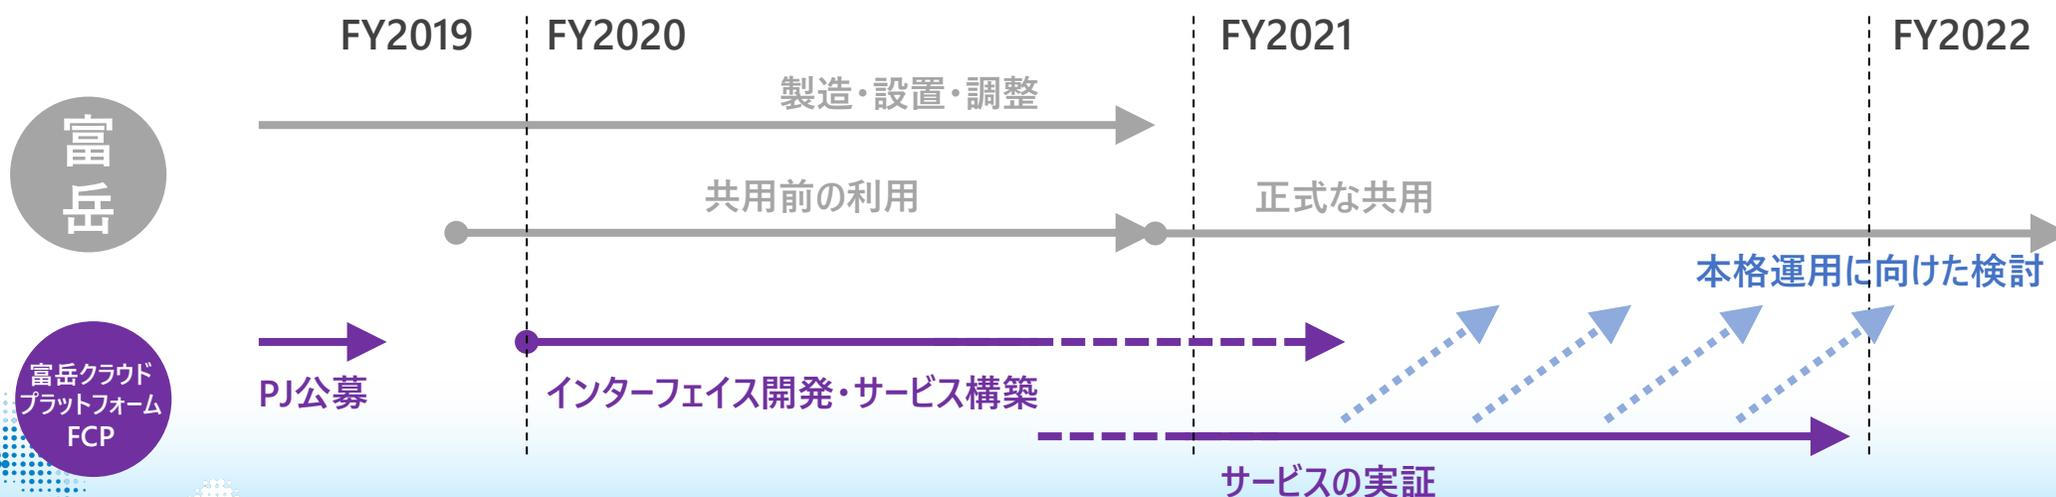 FY2019
FY2020
FY2021
FY2022
富
岳
製造・設置・調整
共用前の利用
正式な共用
本格運用に向けた検討
富岳クラウド
プラットフォーム
FCP
PJ公募
インターフェイス開発・サービス構築
サービスの実証